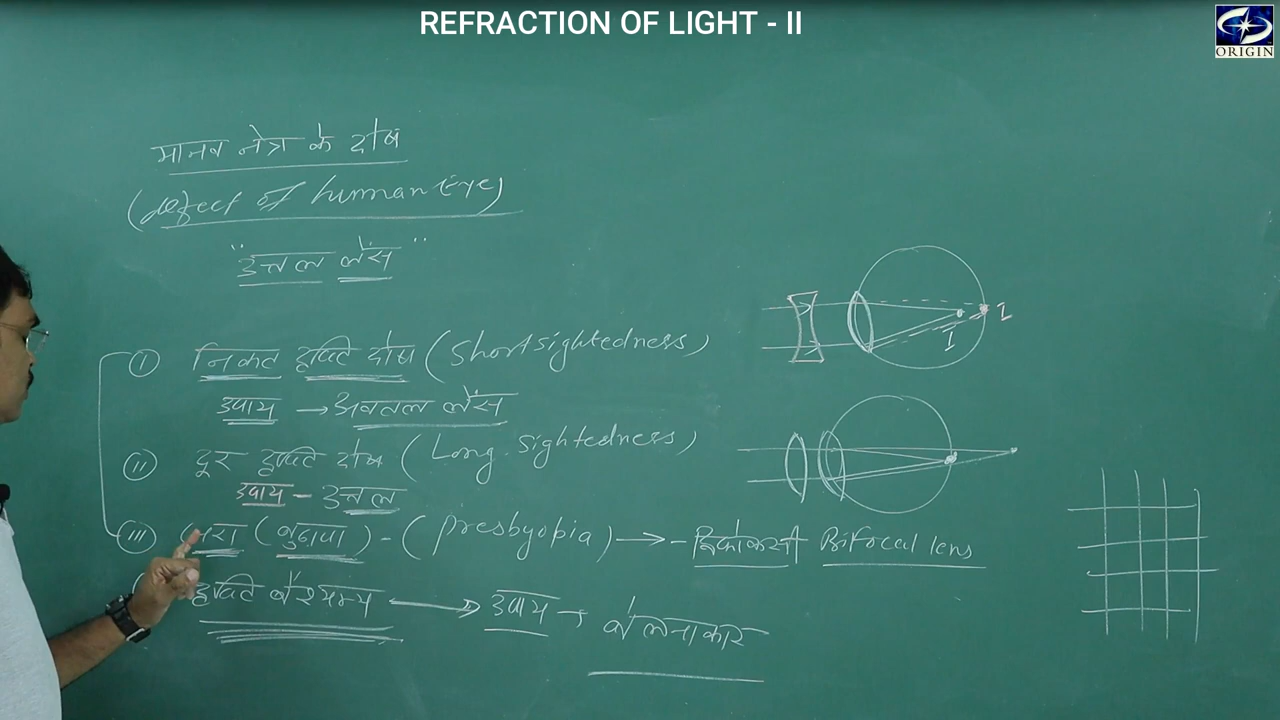 REFRACTION OF LIGHT - II
ORIGIN
मानव नेत्र के दोष
(Defect of human Eye)
"उत्तल लेंस"
(i) निकट दृष्टि दोष (Shortsightedness)
उपाय → अवतल लेंस
(ii) दूर दृष्टि दोष (Long-Sightedness)
उपाय - उत्तल
(iii) जरा (बुढापा) - (Presbyopia) → - Bifocal lens
दृष्टि वैषम्य → उपाय → बेलनाकार
I
I